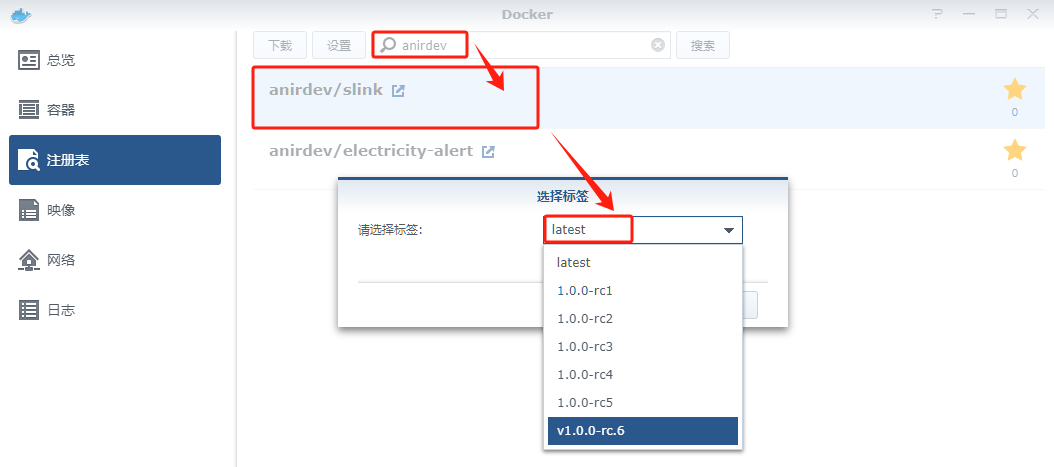 Docker
总览
容器
注册表
映像
网络
日志
下载 设置 anirdev 搜索
anirdev/slink
0
anirdev/electricity-alert
0
选择标签
请选择标签: latest
latest
1.0.0-rc1
1.0.0-rc2
1.0.0-rc3
1.0.0-rc4
1.0.0-rc5
v1.0.0-rc.6